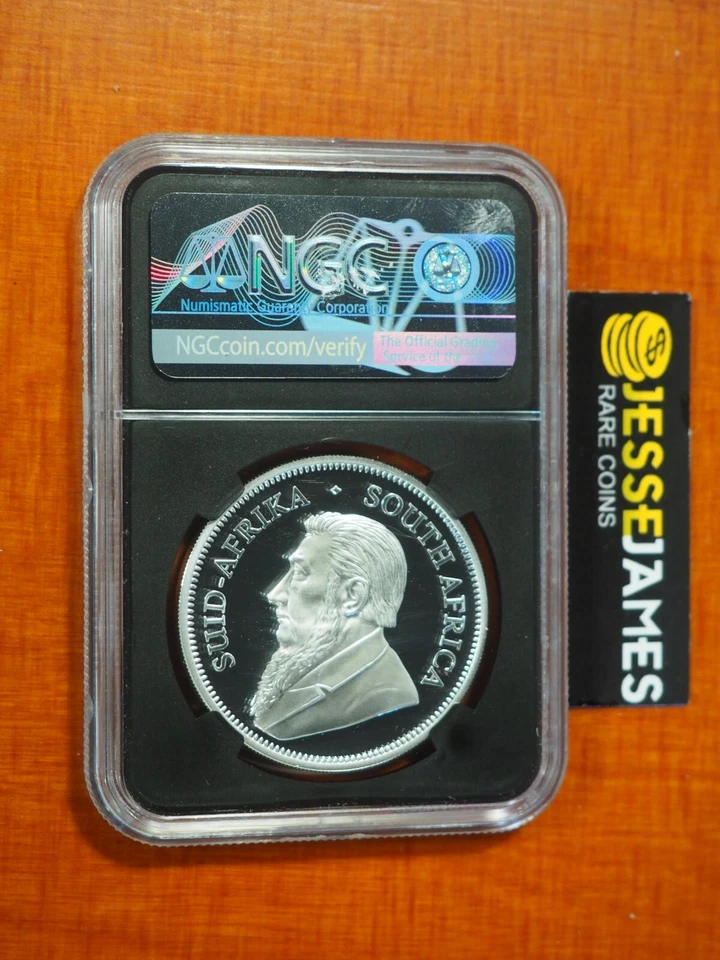 NGC
Numismatic Guaranty Corporation
NGCcoin.com/verify
The Official Grading
Service of the
SUID-AFRIKA
SOUTH AFRICA
JESSEJAMES
RARE COINS